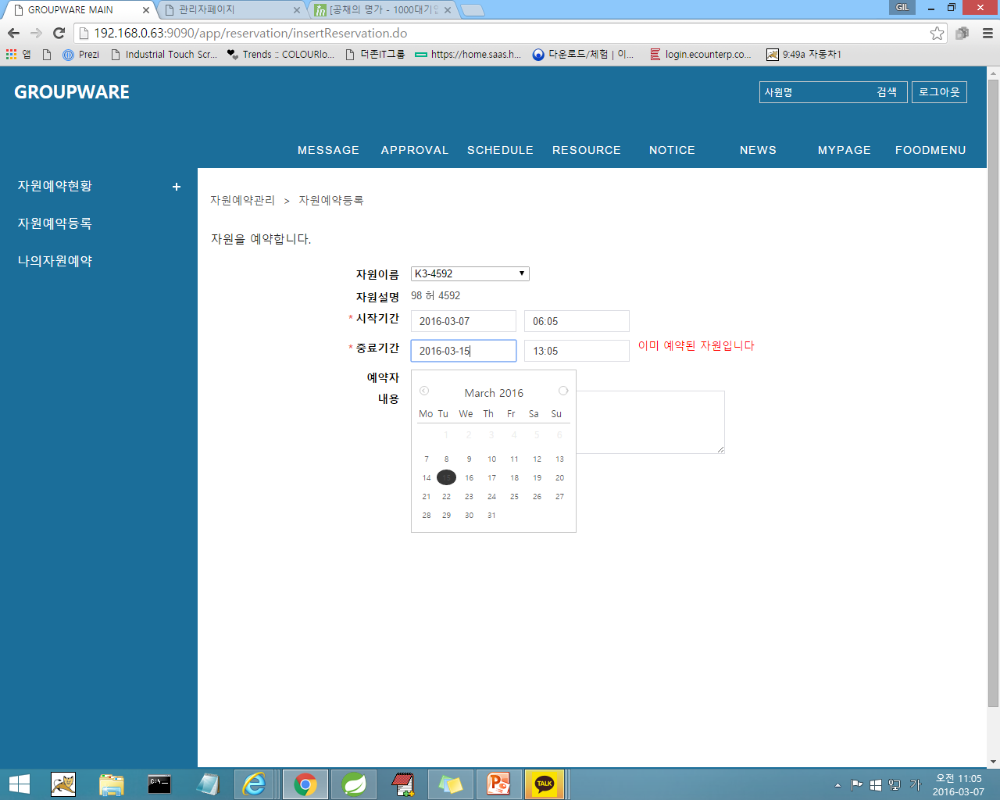 GROUPWARE MAIN
관리자페이지
[공채의 명가 - 1000대기업
GIL
192.168.0.63:9090/app/reservation/insertReservation.do
앱
Prezi
Industrial Touch Scr...
Trends :: COLOURlo...
더존IT그룹
https://home.saas.h...
다운로드/체험 | 이...
login.ecounterp.co...
9:49a 자동차1
GROUPWARE
사원명
검색
로그아웃
MESSAGE
APPROVAL
SCHEDULE
RESOURCE
NOTICE
NEWS
MYPAGE
FOODMENU
자원예약현황 +
자원예약등록
나의자원예약
자원예약관리 > 자원예약등록
자원을 예약합니다.
자원이름 K3-4592
자원설명 98 허 4592
* 시작기간 2016-03-07 06:05
* 종료기간 2016-03-15 13:05 이미 예약된 자원입니다
예약자
내용
March 2016
Mo Tu We Th Fr Sa Su
1 2 3 4 5 6
7 8 9 10 11 12 13
14 15 16 17 18 19 20
21 22 23 24 25 26 27
28 29 30 31
C:\_
TALK
가
오전 11:05
2016-03-07